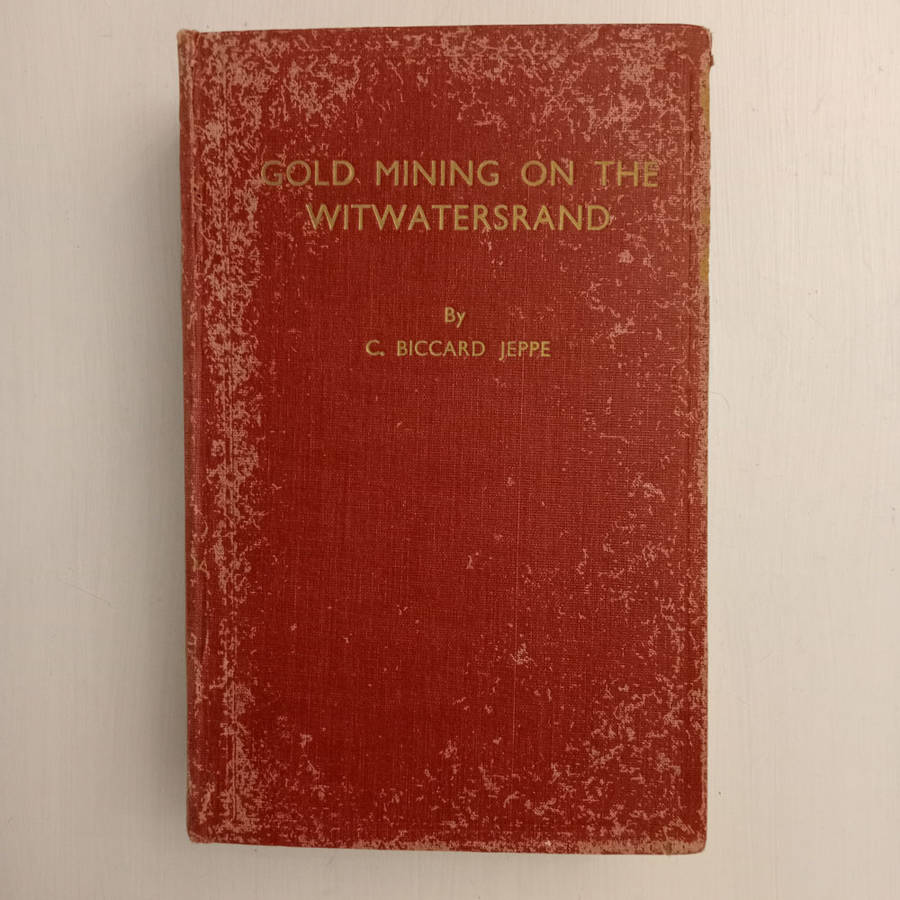 GOLD MINING ON THE
WITWATERSRAND
By
C. BICCARD JEPPE